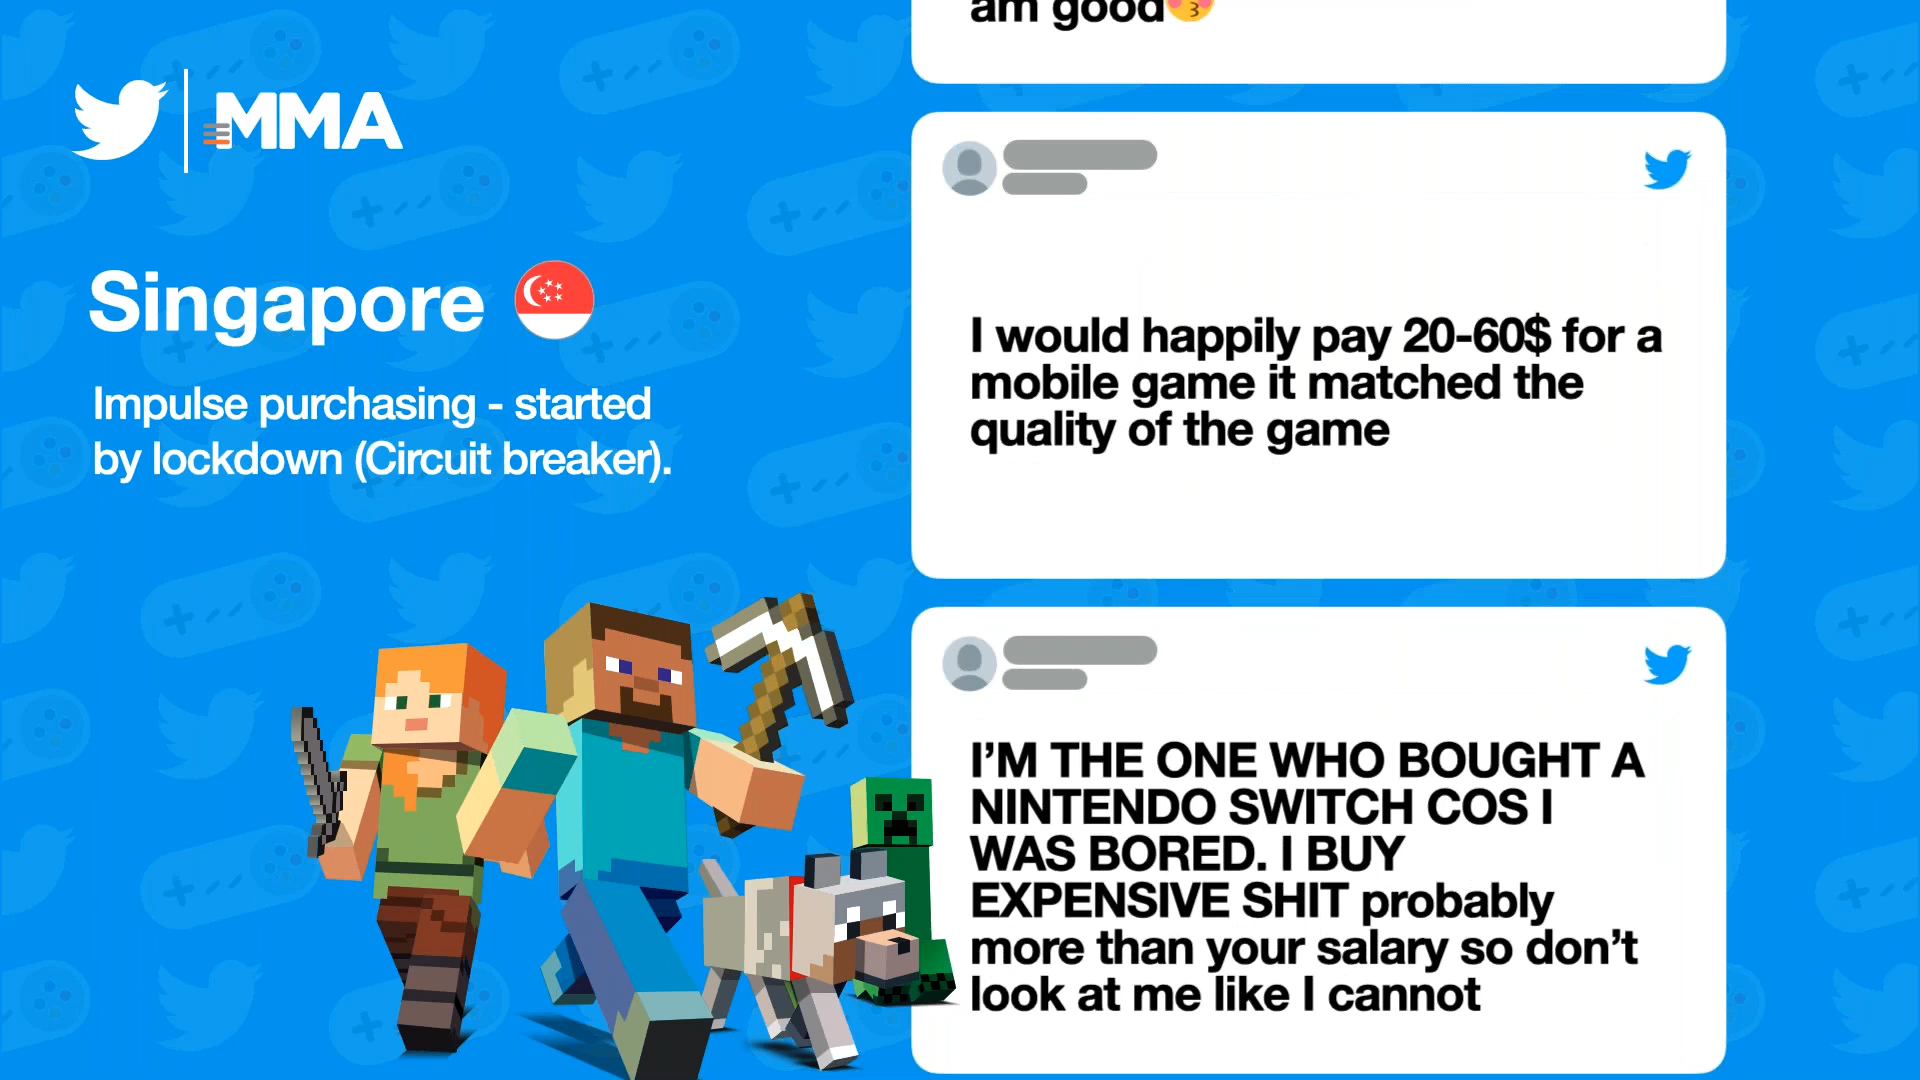 MMA
Singapore
Impulse purchasing - started
by lockdown (Circuit breaker).
am good😚
I would happily pay 20-60$ for a
mobile game it matched the
quality of the game
I’M THE ONE WHO BOUGHT A
NINTENDO SWITCH COS I
WAS BORED. I BUY
EXPENSIVE SHIT probably
more than your salary so don’t
look at me like I cannot